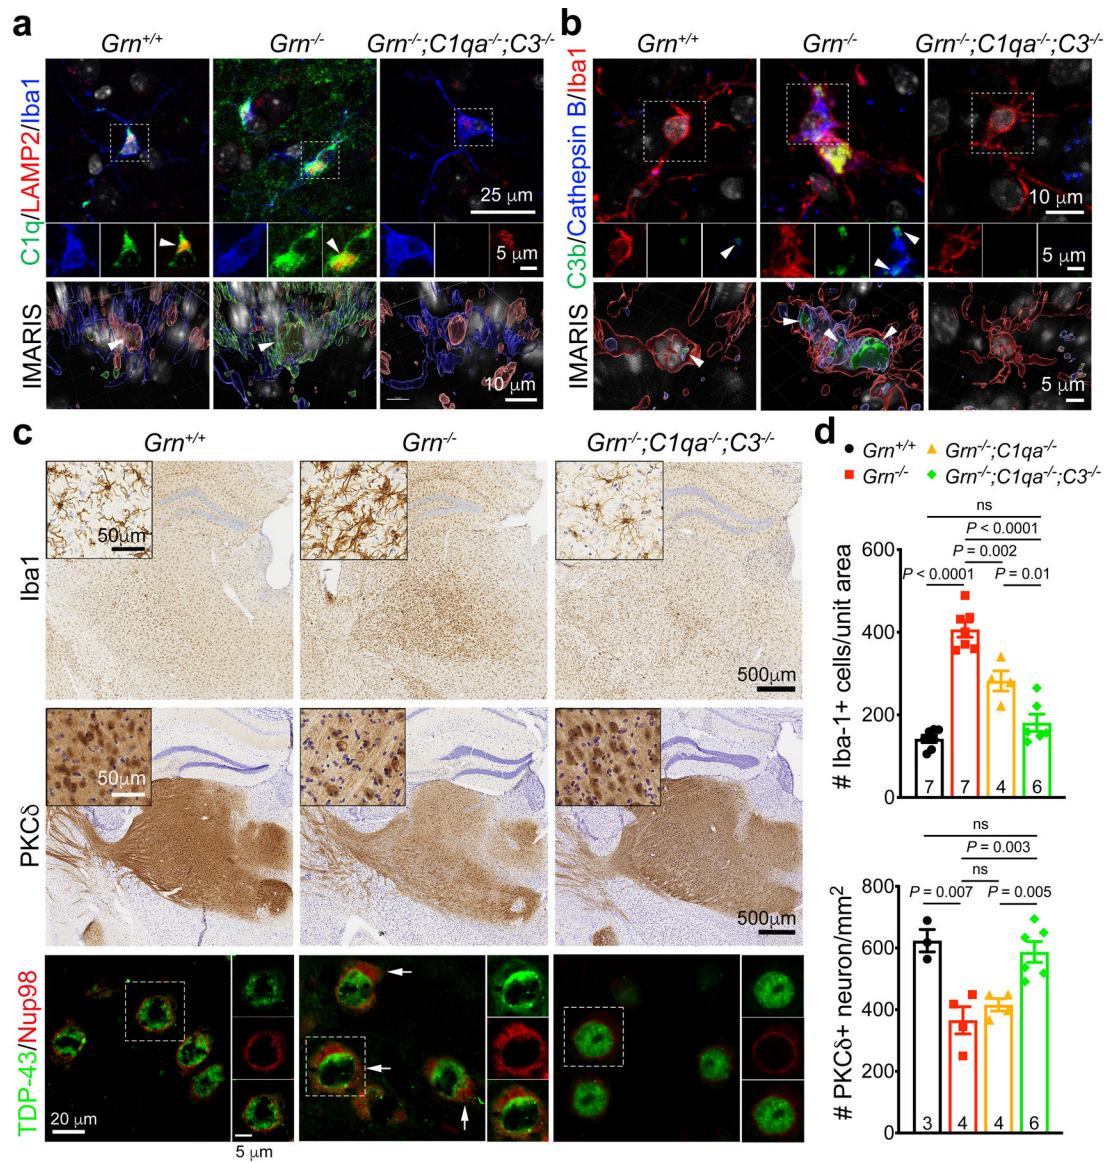 a
Grn+/+ Grn-/- Grn-/-;C1qa-/-;C3-/-
C1q/LAMP2/Iba1
25 μm
5 μm
IMARIS
10 μm
b
Grn+/+ Grn-/- Grn-/-;C1qa-/-;C3-/-
C3b/Cathepsin B/Iba1
10 μm
5 μm
IMARIS
5 μm
c
Grn+/+ Grn-/- Grn-/-;C1qa-/-;C3-/-
Iba1
50μm
500μm
PKCδ
50μm
500μm
TDP-43/Nup98
20 μm
5 μm
d
Grn+/+ Grn-/-;C1qa-/-
Grn-/- Grn-/-;C1qa-/-;C3-/-
ns
P < 0.0001
P = 0.002
P < 0.0001 P = 0.01
# Iba-1+ cells/unit area
600
400
200
0
7 7 4 6
ns
P = 0.003
ns
P = 0.007 P = 0.005
# PKCδ+ neuron/mm2
800
600
400
200
0
3 4 4 6